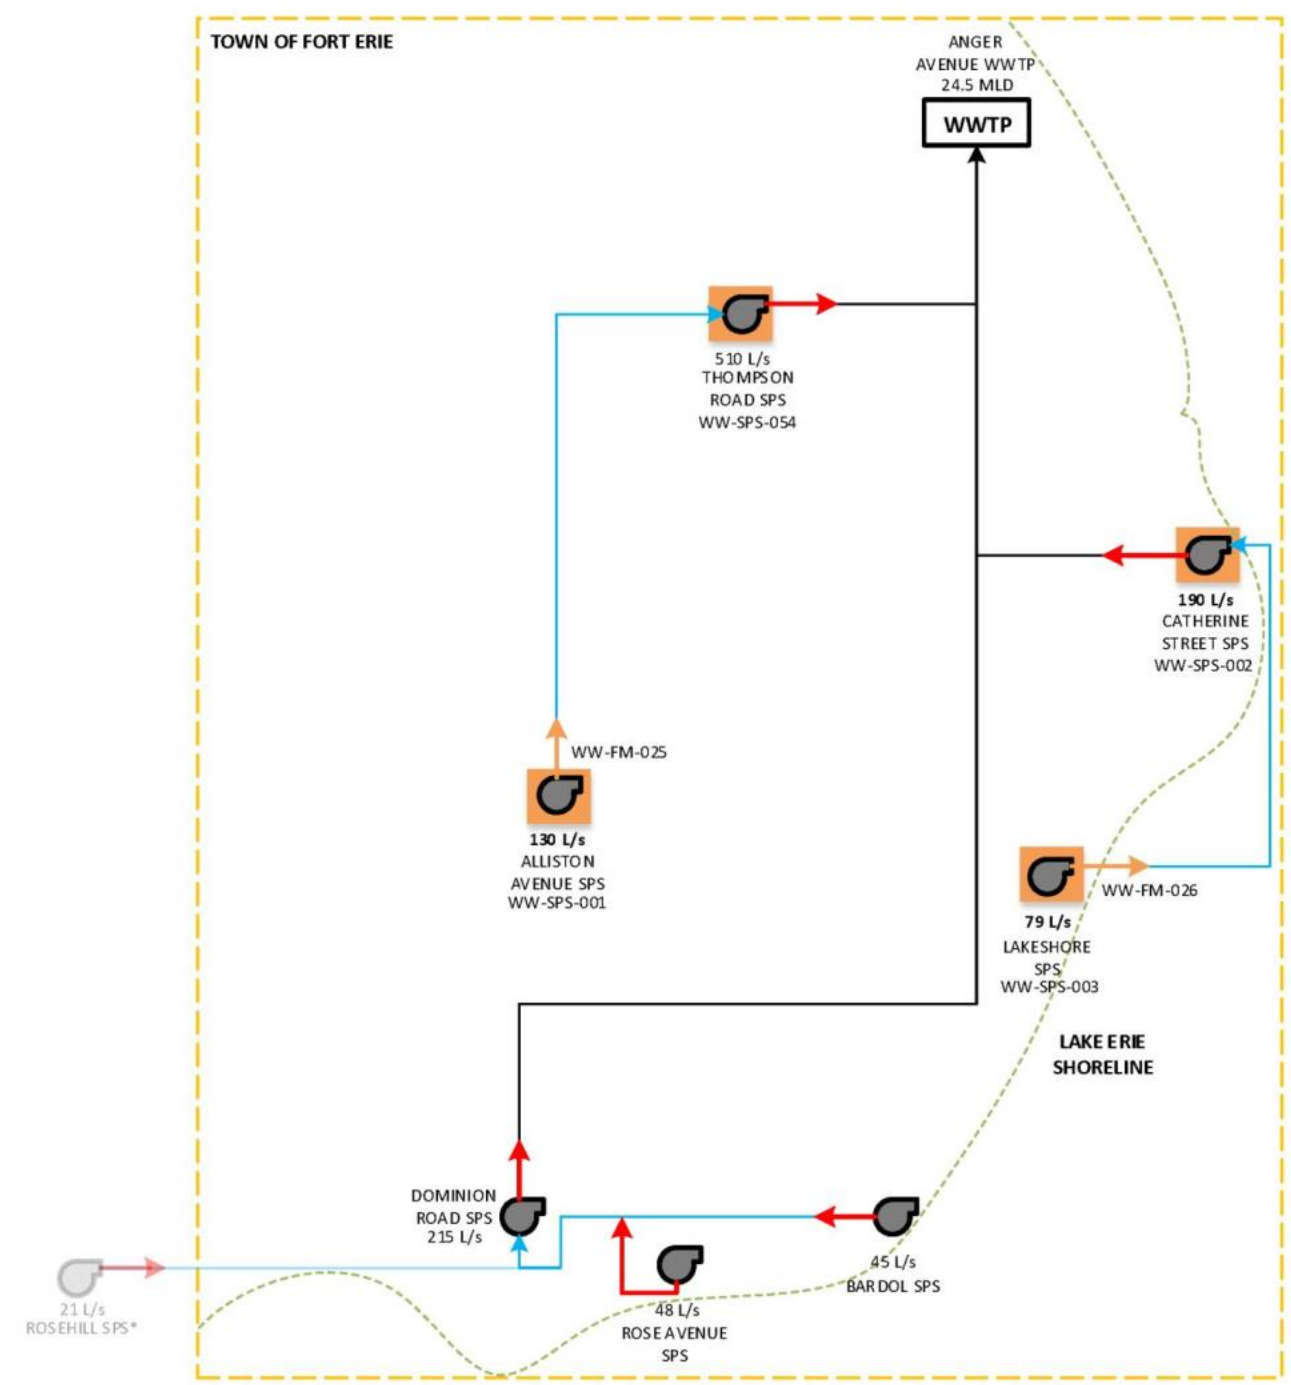 TOWN OF FORT ERIE
ANGER
AVENUE WWTP
24.5 MLD
WWTP
510 L/s
THOMPSON
ROAD SPS
WW-SPS-054
190 L/s
CATHERINE
STREET SPS
WW-SPS-002
WW-FM-025
130 L/s
ALLISTON
AVENUE SPS
WW-SPS-001
WW-FM-026
79 L/s
LAKESHORE
SPS
WW-SPS-003
LAKE ERIE
SHORELINE
DOMINION
ROAD SPS
215 L/s
45 L/s
BARDOL SPS
21 L/s
ROSEHILL SPS*
48 L/s
ROSE AVENUE
SPS